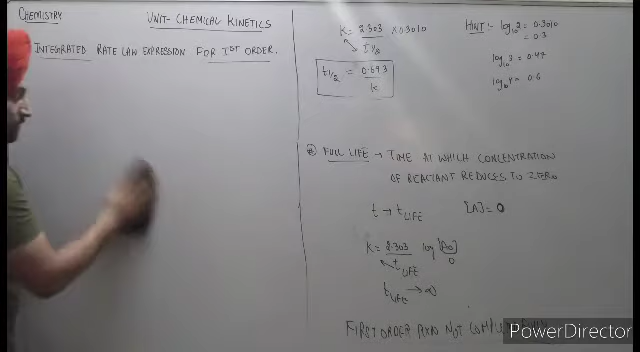 CHEMISTRY
UNIT- CHEMICAL KINETICS
INTEGRATED RATE LAW EXPRESSION FOR Ist ORDER.
K = 2.303 × 0.3010
t 1/2
t1/2 = 0.693
K
HINT :- log10 2 = 0.3010
= 0.3
log10 3 = 0.47
log10 4 = 0.6
FULL LIFE → TIME AT WHICH CONCENTRATION
OF REACTANT REDUCES TO ZERO
t → tLIFE [A] = 0
K = 2.303 log [A0]
tLIFE 0
tLIFE → ∞
FIRST ORDER NOT
PowerDirector